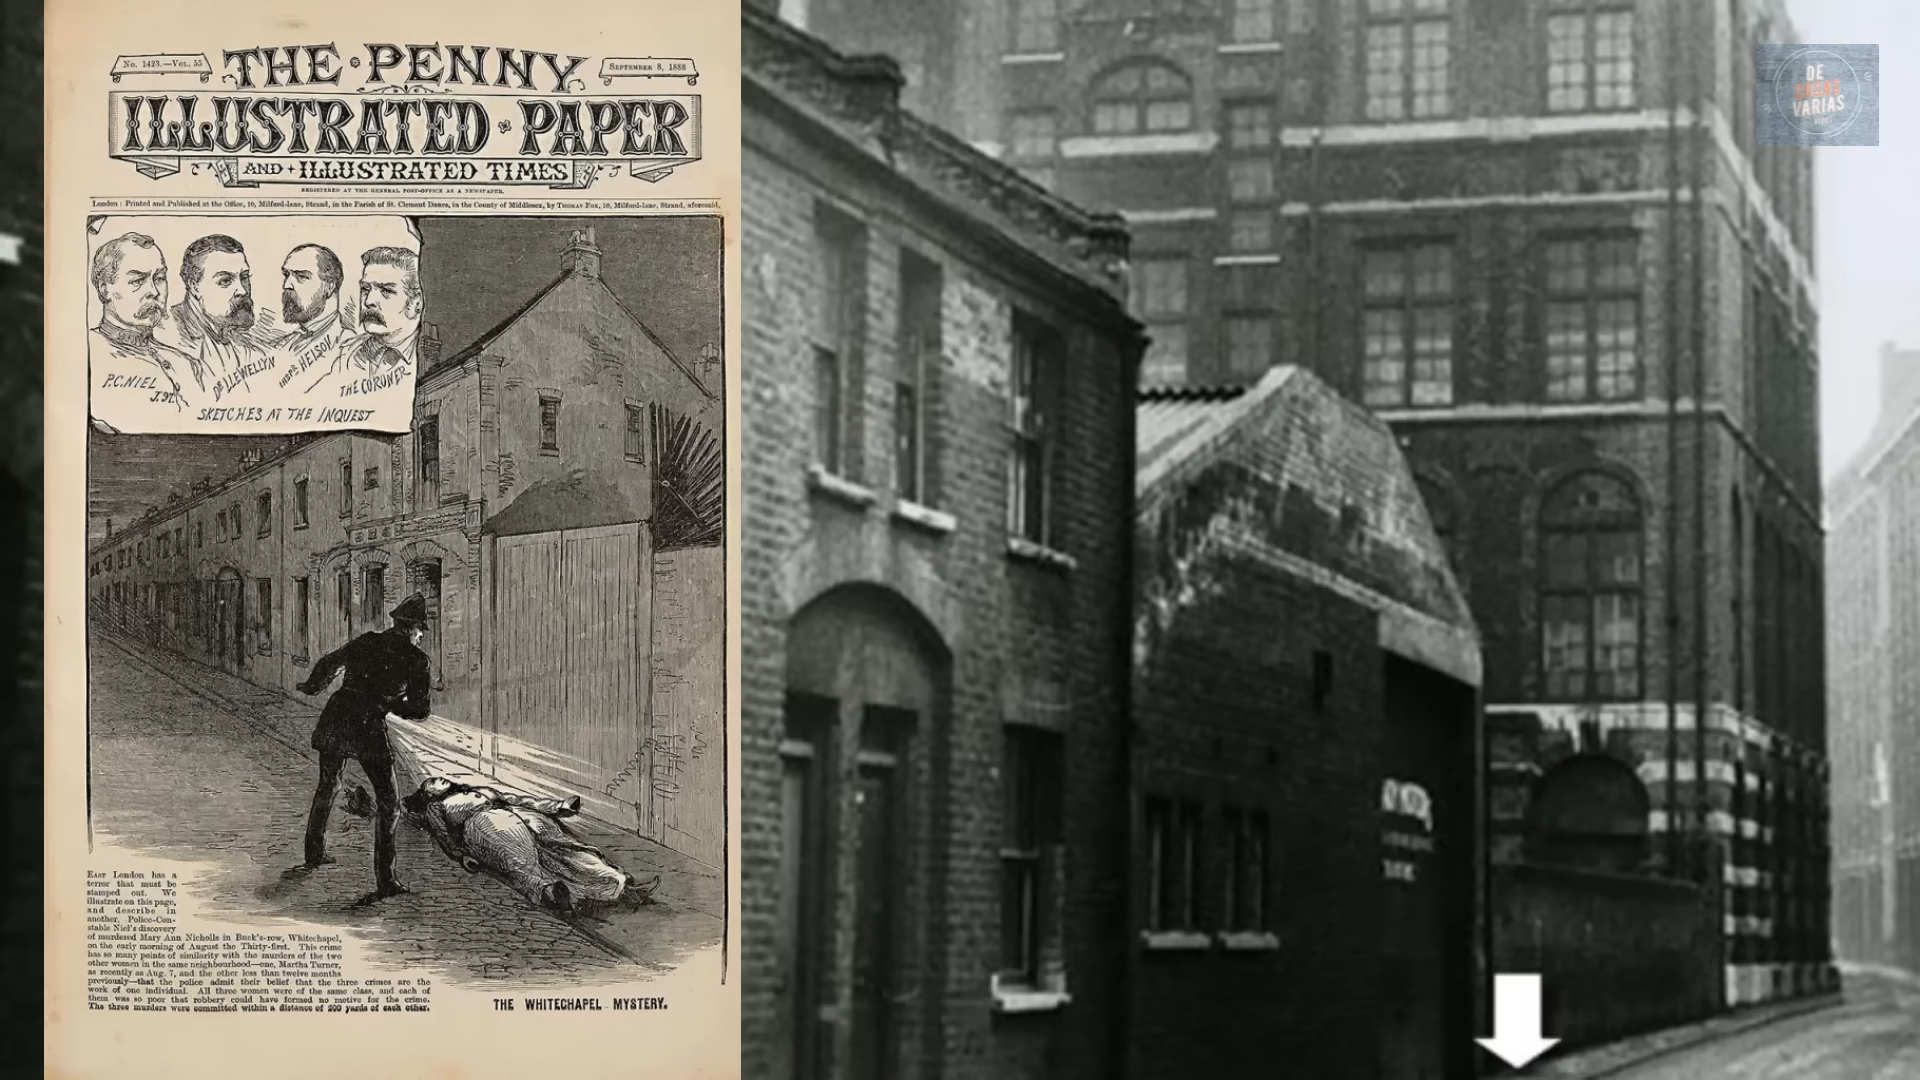 No. 1423.—Vol. 55
THE PENNY
SEPTEMBER 8, 1888
ILLUSTRATED PAPER
AND ILLUSTRATED TIMES
REGISTERED AT THE GENERAL POST-OFFICE AS A NEWSPAPER.
London: Printed and Published at the Office, 10, Milford-lane, Strand, in the Parish of St. Clement Danes, in the County of Middlesex, by THOMAS FOX, 10, Milford-lane, Strand, aforesaid.
P.C. NIEL
J. 97.
DR LLEWELLYN
INSPR HELSON
THE CORONER
SKETCHES AT THE INQUEST
EAST London has a
terror that must be
stamped out. We
illustrate on this page,
and describe in
another, Police-Con-
stable Niel's discovery
of murdered Mary Ann Nicholls in Buck's-row, Whitechapel,
on the early morning of August the Thirty-first. This crime
has so many points of similarity with the murders of the two
other women in the same neighbourhood—one, Martha Turner,
as recently as Aug. 7, and the other less than twelve months
previously—that the police admit their belief that the three crimes are the
work of one individual. All three women were of the same class, and each of
them was so poor that robbery could have formed no motive for the crime.
The three murders were committed within a distance of 200 yards of each other.
THE WHITECHAPEL MYSTERY.
DE
COSAS
VARIAS